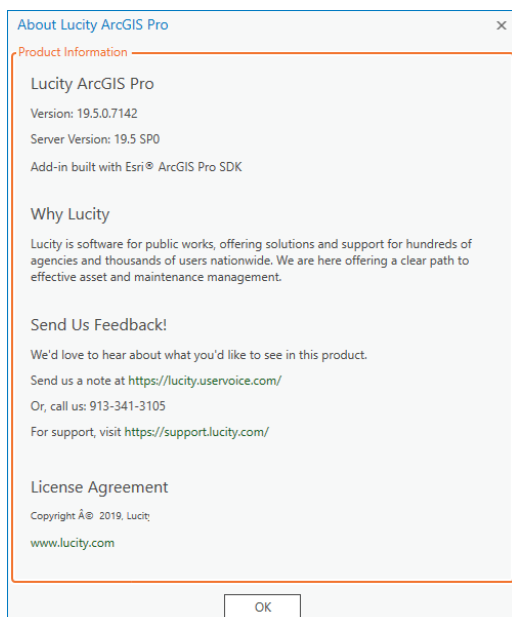 About Lucity ArcGIS Pro
Product Information
Lucity ArcGIS Pro
Version: 19.5.0.7142
Server Version: 19.5 SP0
Add-in built with Esri® ArcGIS Pro SDK
Why Lucity
Lucity is software for public works, offering solutions and support for hundreds of
agencies and thousands of users nationwide. We are here offering a clear path to
effective asset and maintenance management.
Send Us Feedback!
We'd love to hear about what you'd like to see in this product.
Send us a note at https://lucity.uservoice.com/
Or, call us: 913-341-3105
For support, visit https://support.lucity.com/
License Agreement
Copyright Â© 2019, Lucity
www.lucity.com
OK